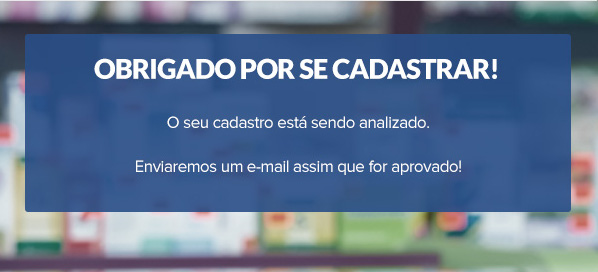 OBRIGADO POR SE CADASTRAR!
O seu cadastro está sendo analizado.
Enviaremos um e-mail assim que for aprovado!